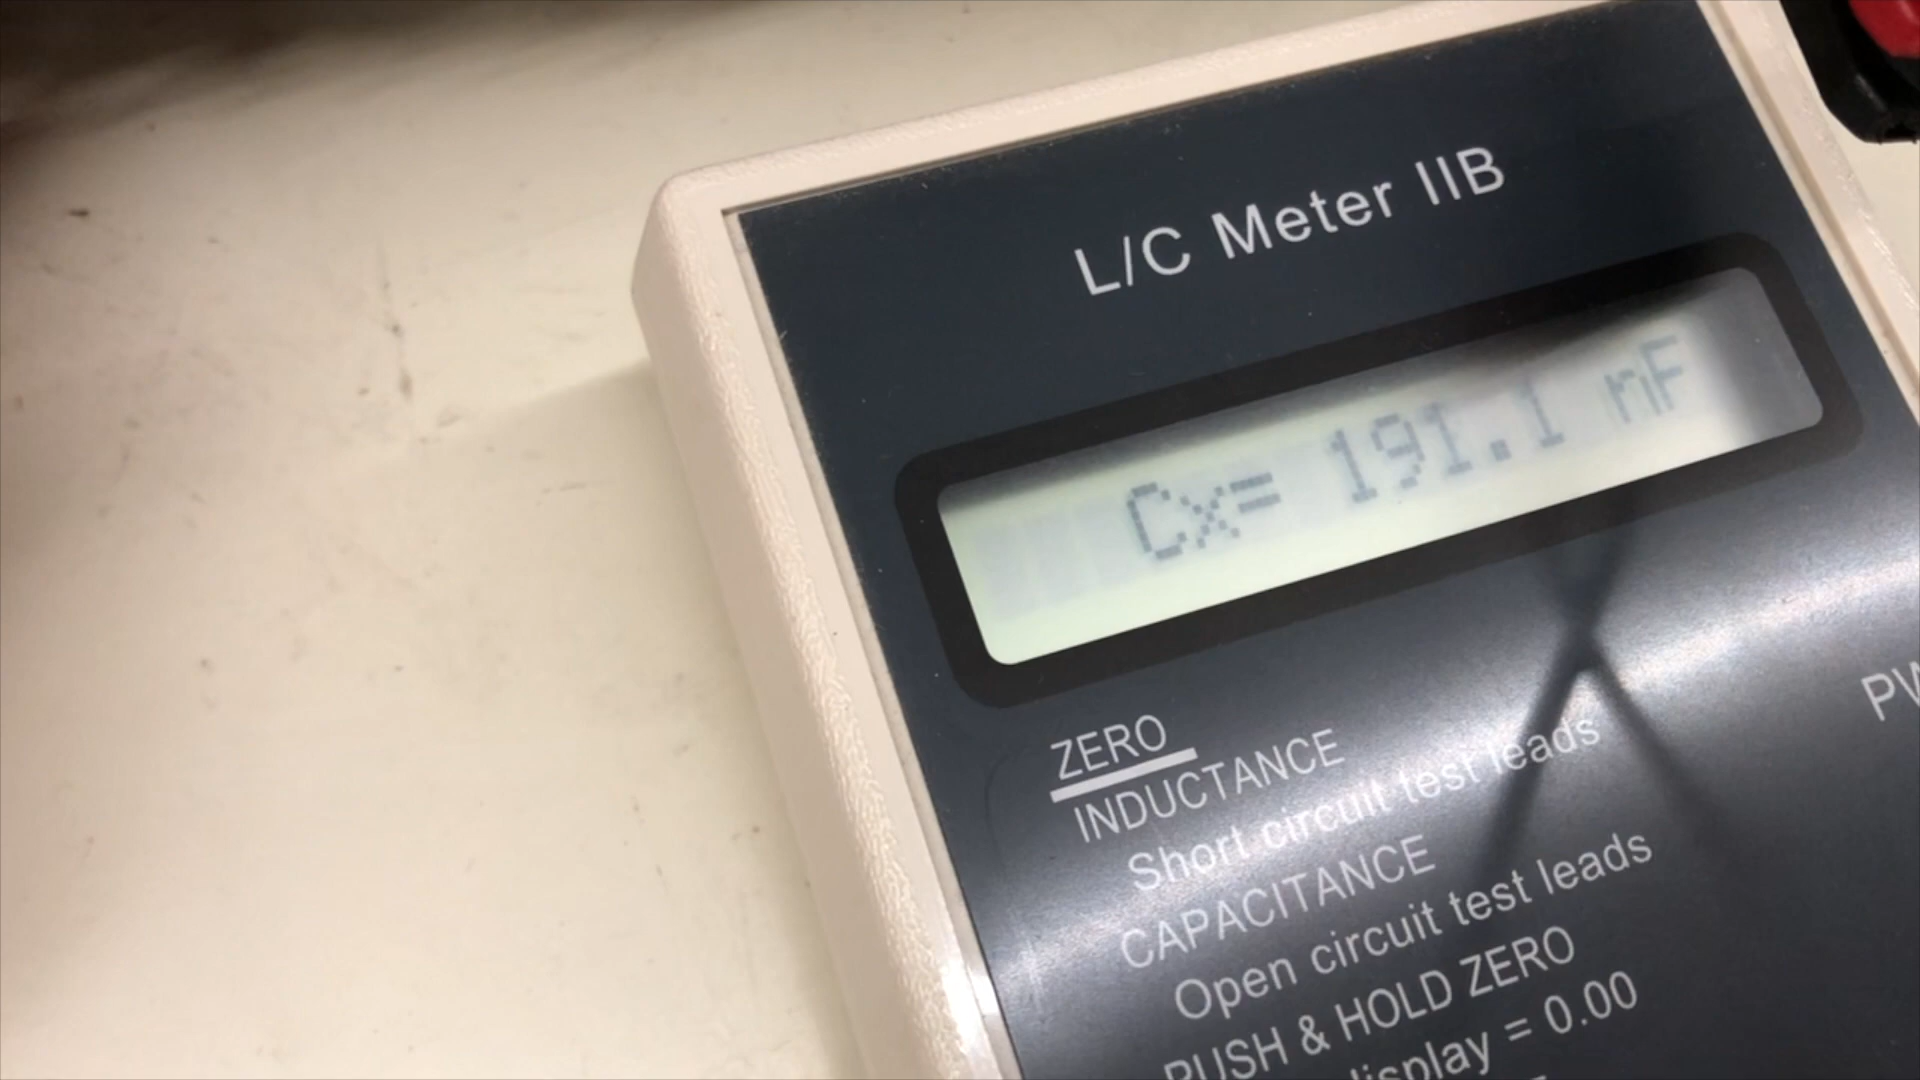 L/C Meter IIB
Cx= 191.1 nF
ZERO
INDUCTANCE
Short circuit test leads
CAPACITANCE
Open circuit test leads
PUSH & HOLD ZERO
display = 0.00